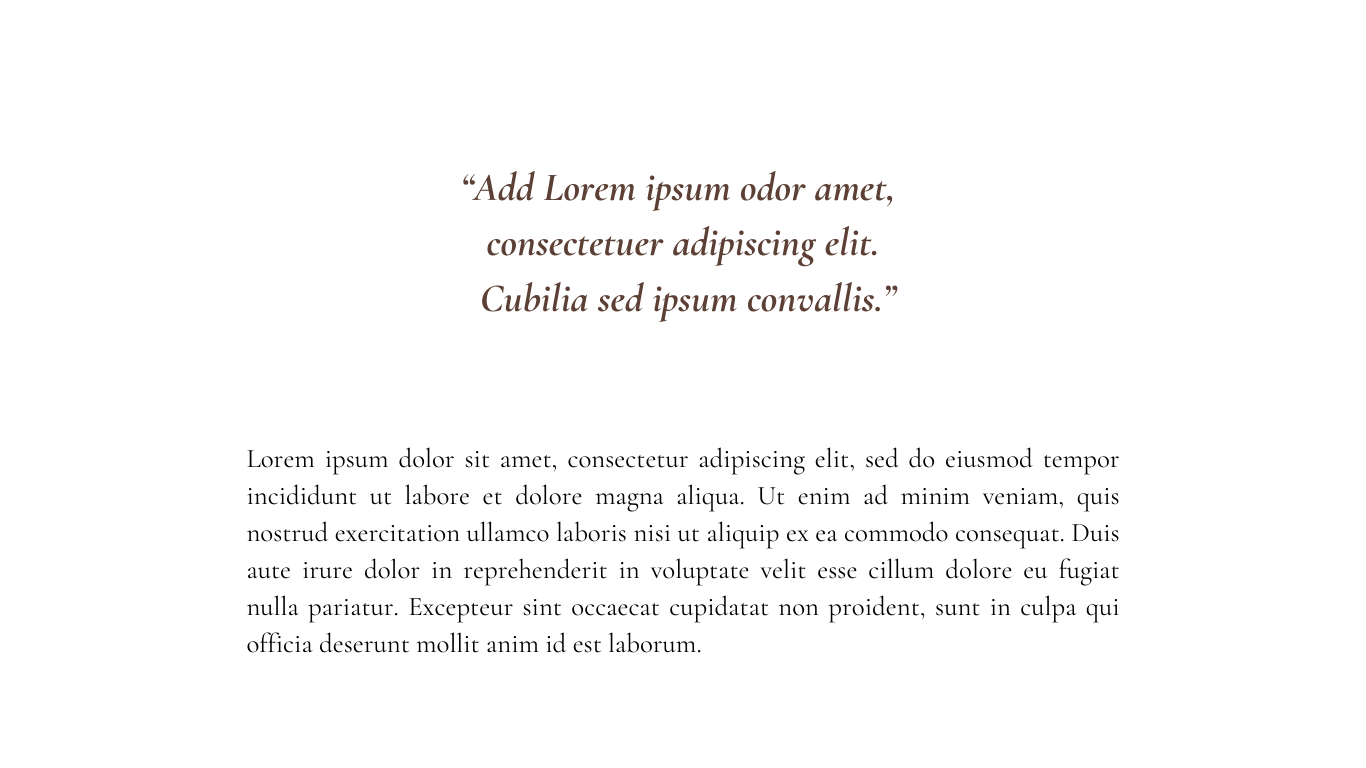 “Add Lorem ipsum odor amet,
consectetuer adipiscing elit.
Cubilia sed ipsum convallis.”
Lorem ipsum dolor sit amet, consectetur adipiscing elit, sed do eiusmod tempor
incididunt ut labore et dolore magna aliqua. Ut enim ad minim veniam, quis
nostrud exercitation ullamco laboris nisi ut aliquip ex ea commodo consequat. Duis
aute irure dolor in reprehenderit in voluptate velit esse cillum dolore eu fugiat
nulla pariatur. Excepteur sint occaecat cupidatat non proident, sunt in culpa qui
officia deserunt mollit anim id est laborum.